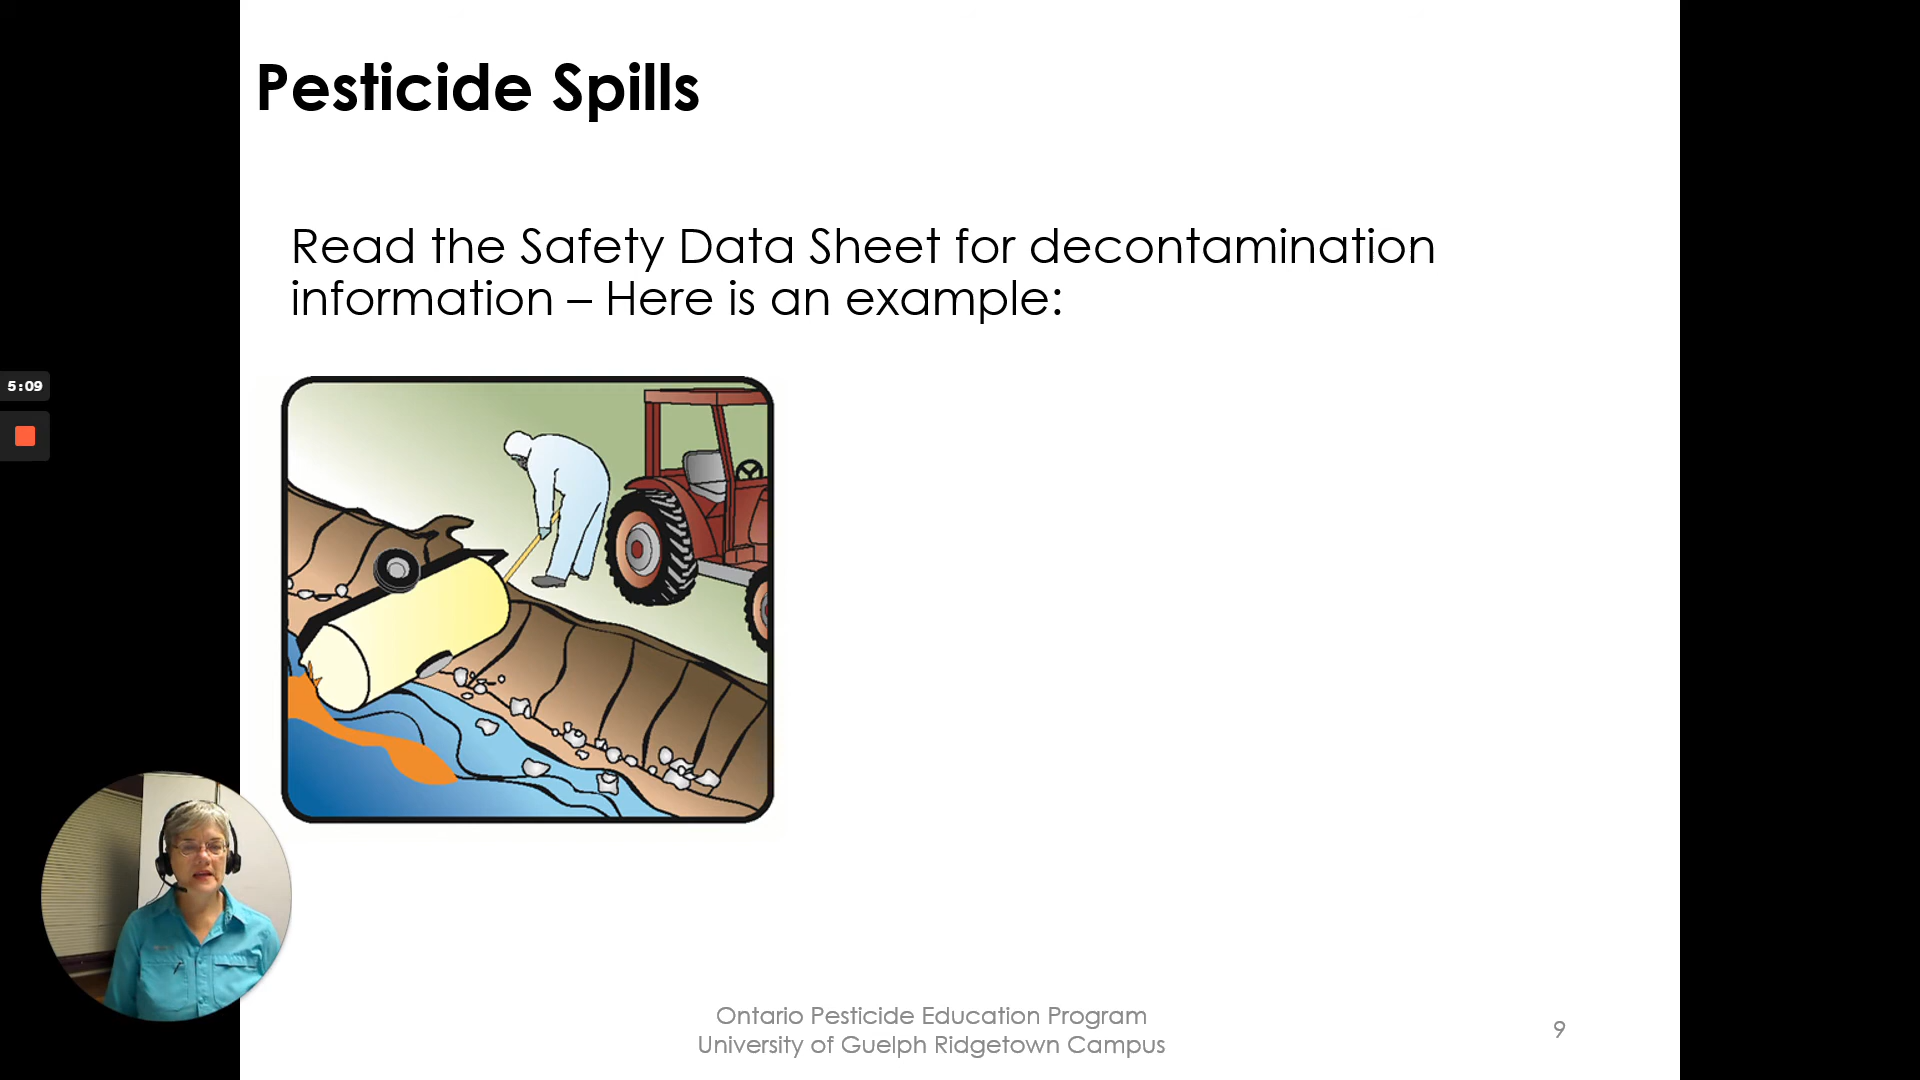 Pesticide Spills
Read the Safety Data Sheet for decontamination
information – Here is an example:
5:09
Ontario Pesticide Education Program
University of Guelph Ridgetown Campus
9